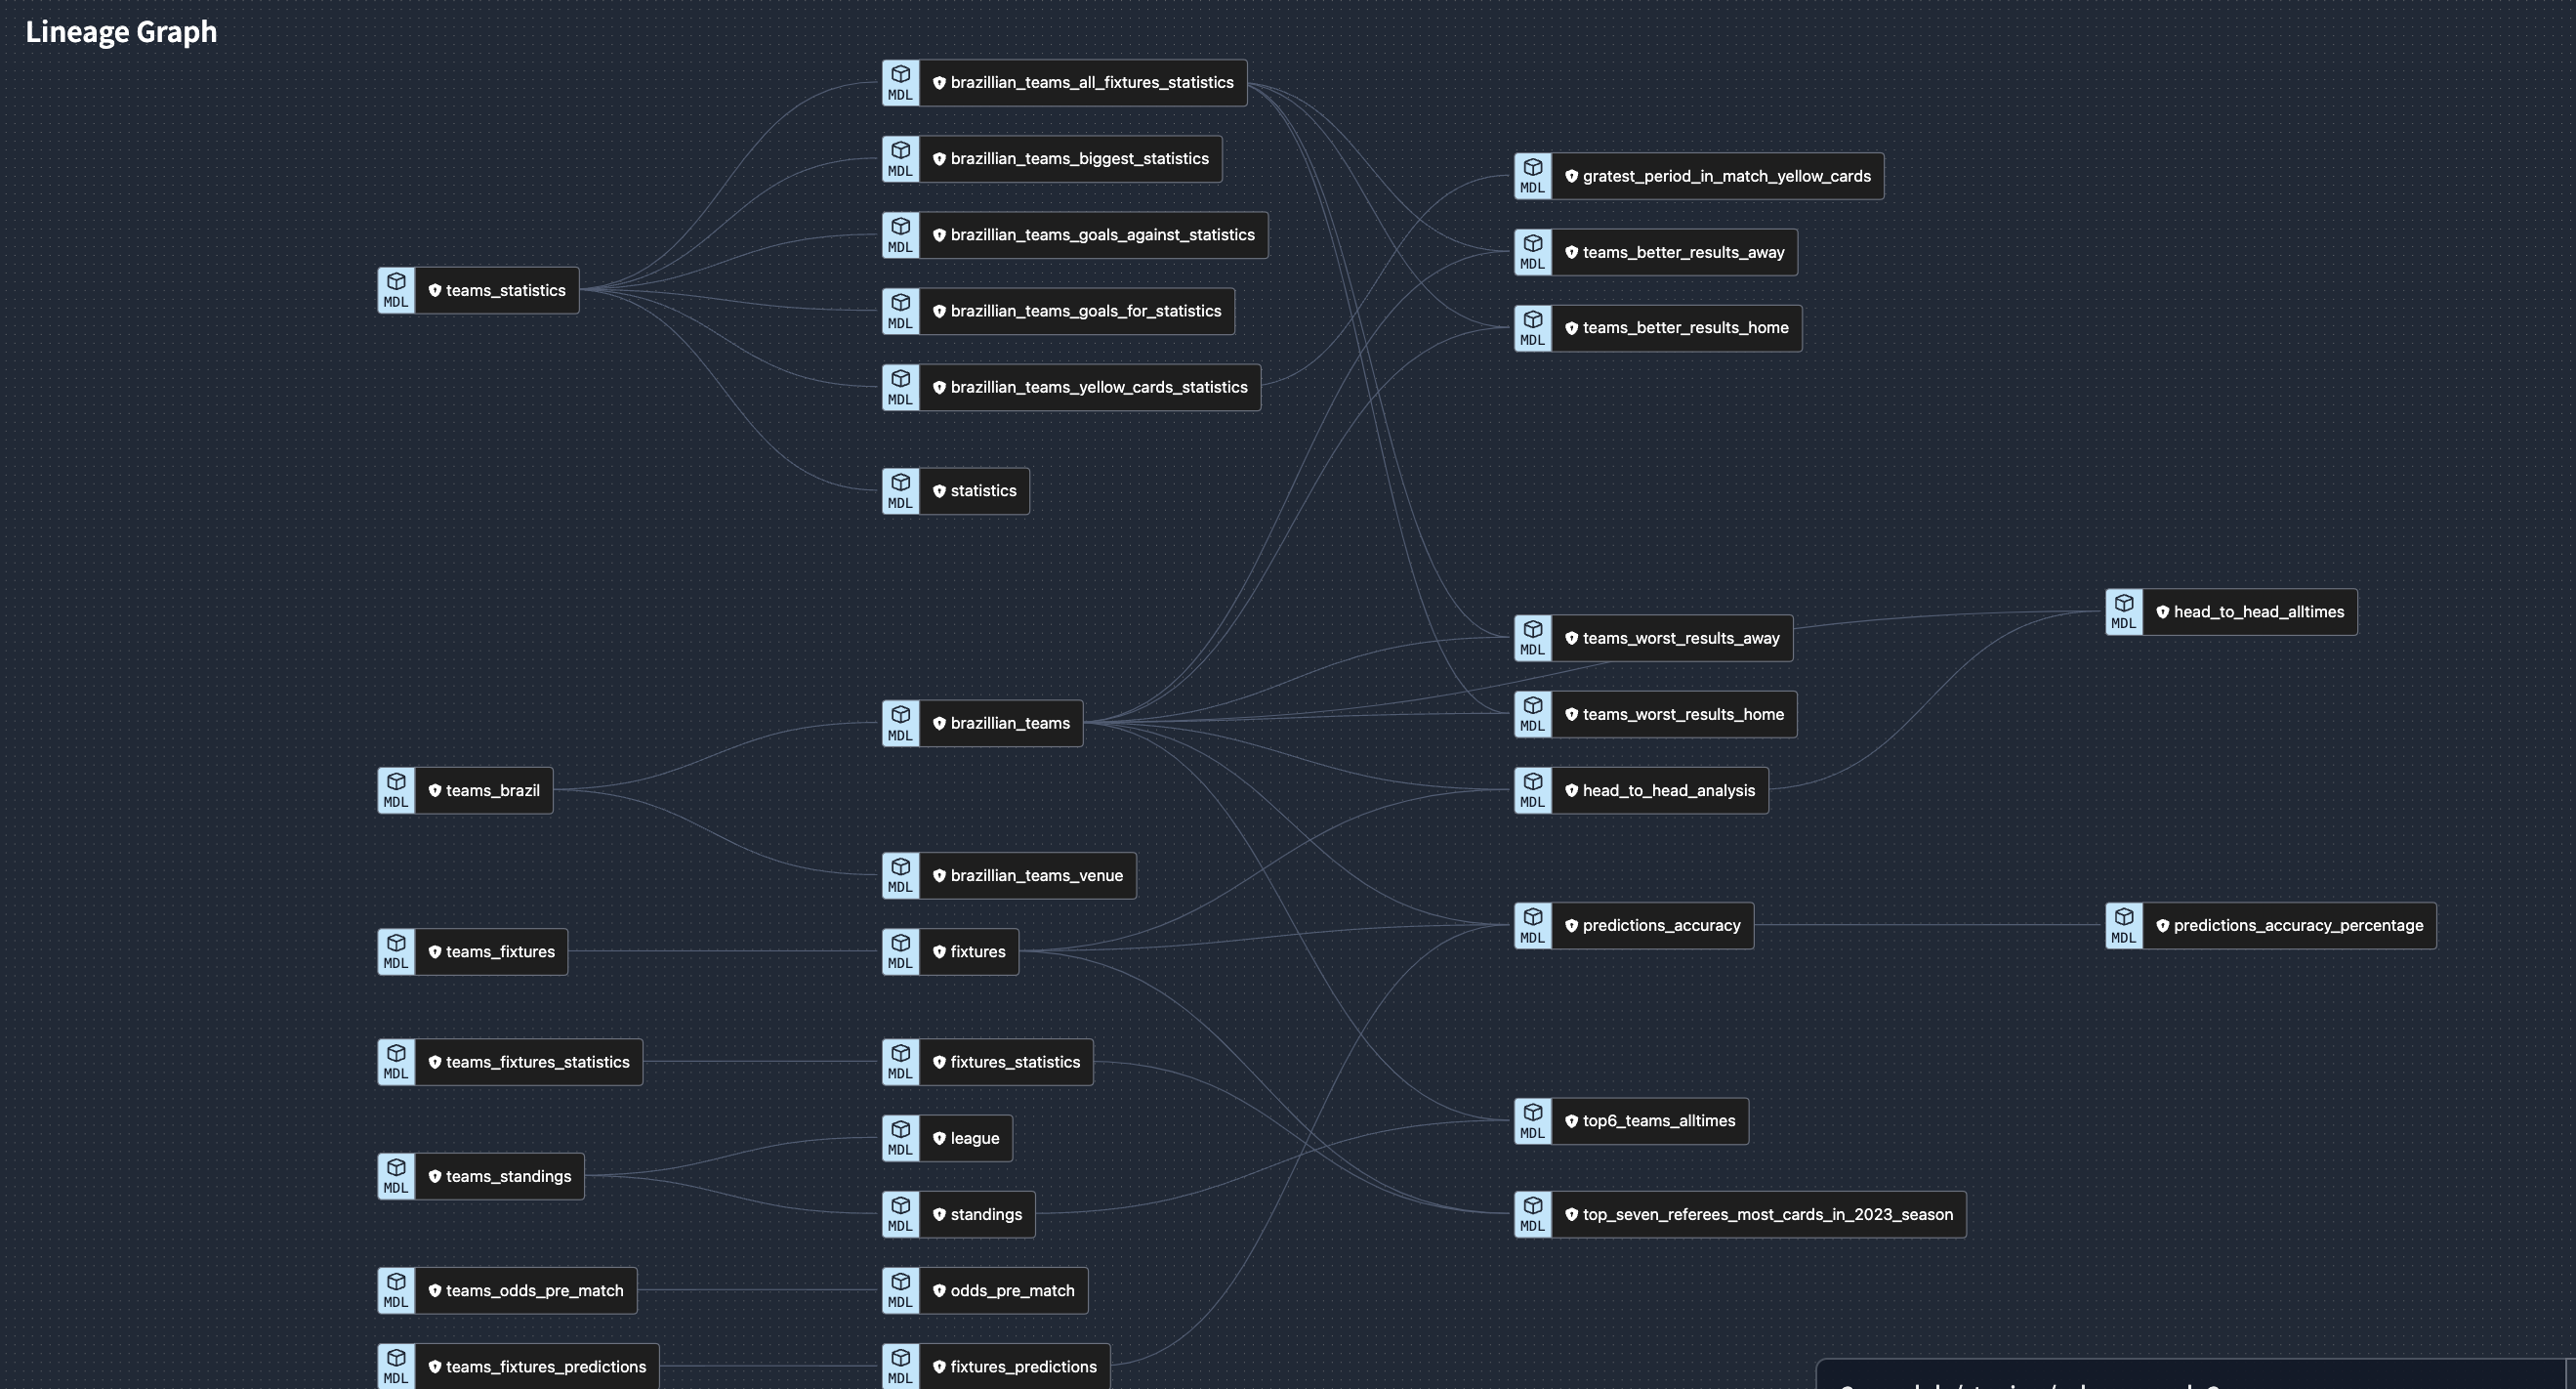 Lineage Graph
MDL brazillian_teams_all_fixtures_statistics
MDL brazillian_teams_biggest_statistics
MDL gratest_period_in_match_yellow_cards
MDL brazillian_teams_goals_against_statistics
MDL teams_better_results_away
MDL teams_statistics
MDL brazillian_teams_goals_for_statistics
MDL teams_better_results_home
MDL brazillian_teams_yellow_cards_statistics
MDL statistics
MDL head_to_head_alltimes
MDL teams_worst_results_away
MDL brazillian_teams
MDL teams_worst_results_home
MDL teams_brazil
MDL head_to_head_analysis
MDL brazillian_teams_venue
MDL predictions_accuracy
MDL predictions_accuracy_percentage
MDL teams_fixtures
MDL fixtures
MDL teams_fixtures_statistics
MDL fixtures_statistics
MDL top6_teams_alltimes
MDL league
MDL teams_standings
MDL standings
MDL top_seven_referees_most_cards_in_2023_season
MDL teams_odds_pre_match
MDL odds_pre_match
MDL teams_fixtures_predictions
MDL fixtures_predictions